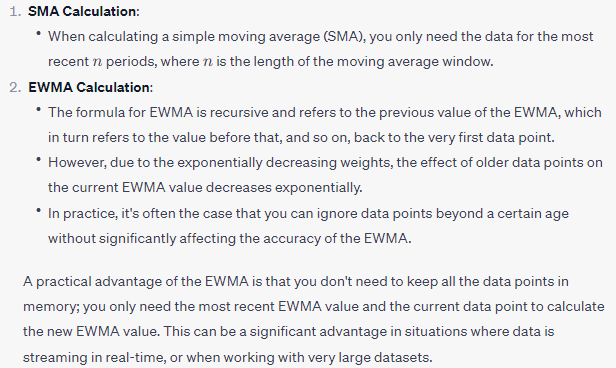 1. SMA Calculation:
• When calculating a simple moving average (SMA), you only need the data for the most
recent n periods, where n is the length of the moving average window.
2. EWMA Calculation:
• The formula for EWMA is recursive and refers to the previous value of the EWMA, which
in turn refers to the value before that, and so on, back to the very first data point.
• However, due to the exponentially decreasing weights, the effect of older data points on
the current EWMA value decreases exponentially.
• In practice, it's often the case that you can ignore data points beyond a certain age
without significantly affecting the accuracy of the EWMA.
A practical advantage of the EWMA is that you don't need to keep all the data points in
memory; you only need the most recent EWMA value and the current data point to calculate
the new EWMA value. This can be a significant advantage in situations where data is
streaming in real-time, or when working with very large datasets.